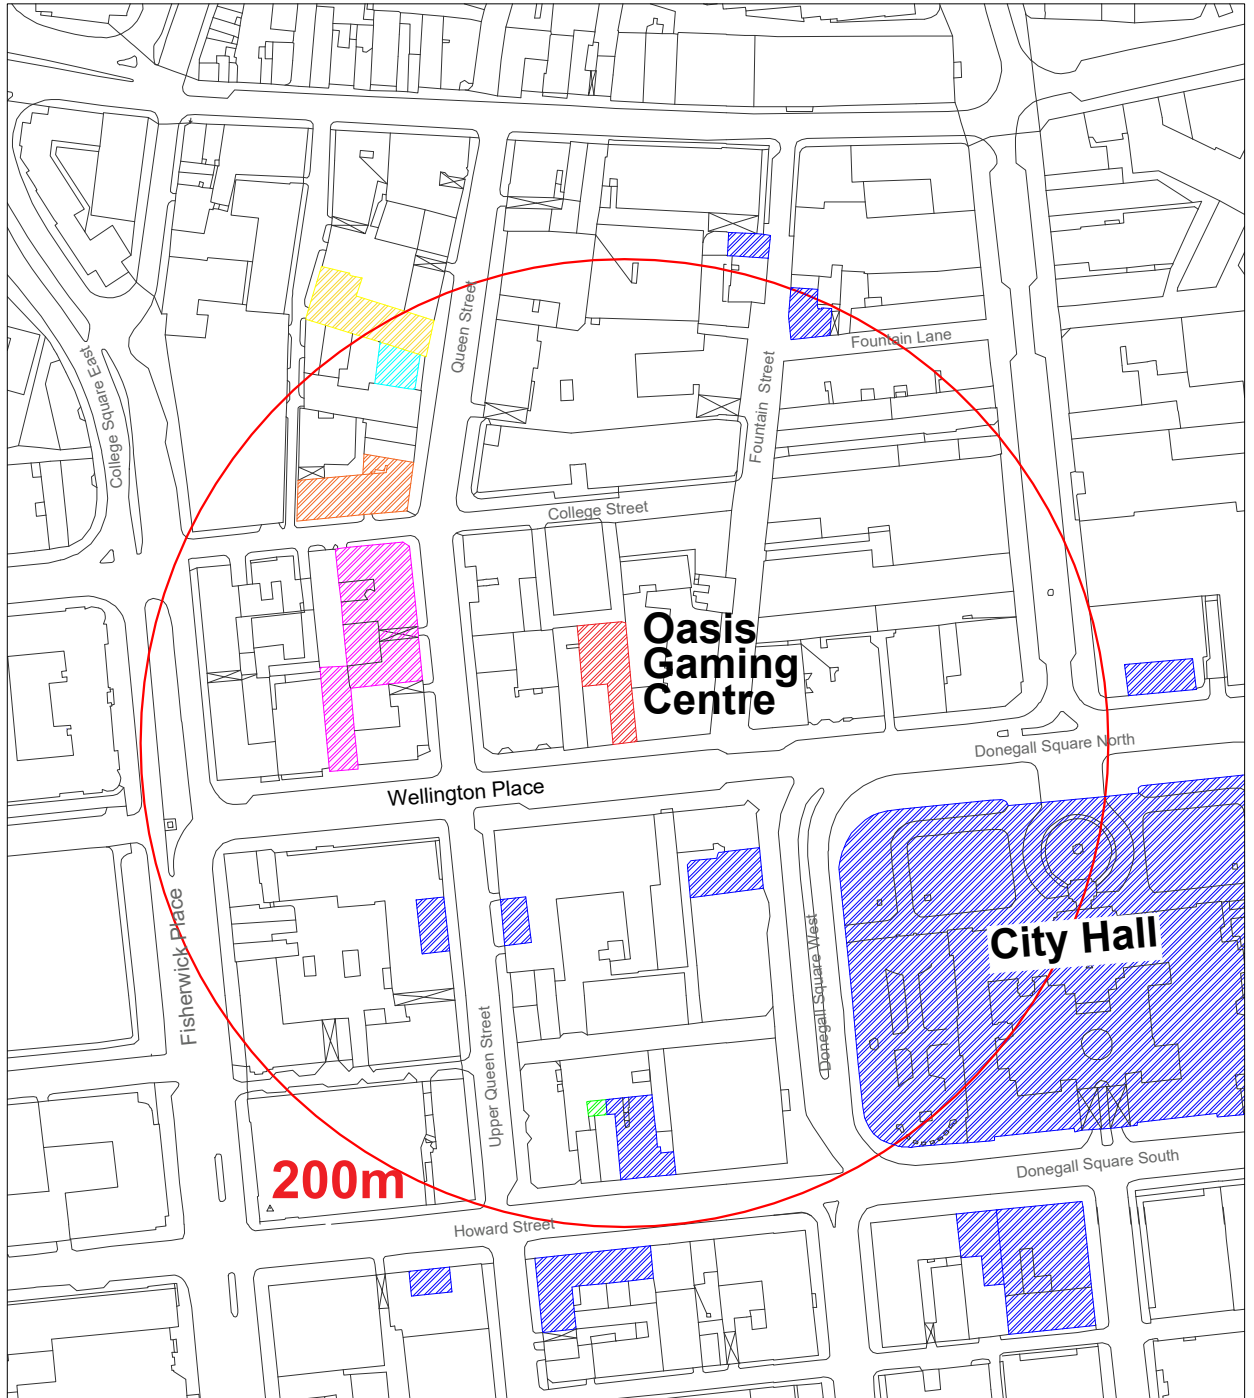 Queen Street
Fountain Lane
College Square East
Fountain Street
College Street
Oasis
Gaming
Centre
Donegall Square North
Wellington Place
Fisherwick Place
City Hall
Donegall Square West
Upper Queen Street
200m
Donegall Square South
Howard Street